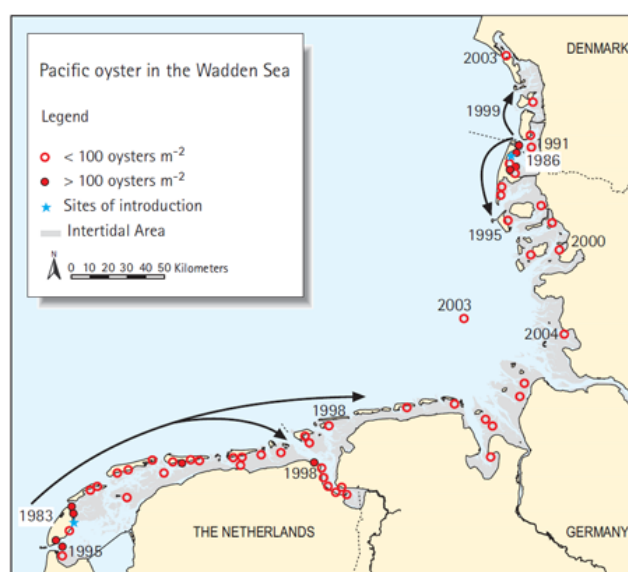 Pacific oyster in the Wadden Sea
Legend
< 100 oysters m⁻²
> 100 oysters m⁻²
Sites of introduction
Intertidal Area
N
0 10 20 30 40 50 Kilometers
DENMARK
2003
1999
1991
1986
1995
2000
2003
2004
1998
1998
1983
1995
THE NETHERLANDS
GERMANY